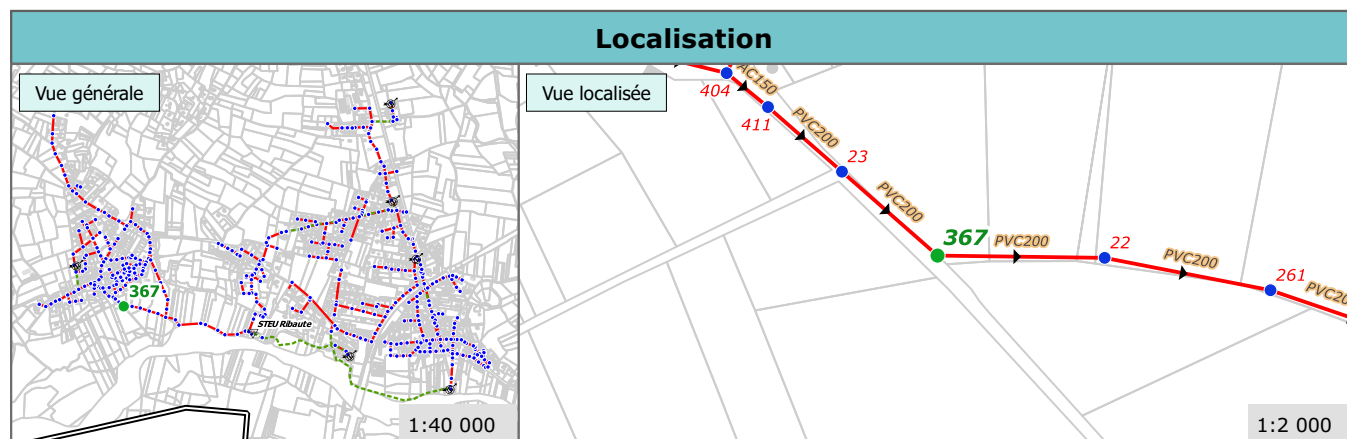 Localisation
Vue générale
367
STEU Ribaute
1:40 000
Vue localisée
404
AC150
411
PVC200
23
PVC200
367
PVC200
22
PVC200
261
1:2 000